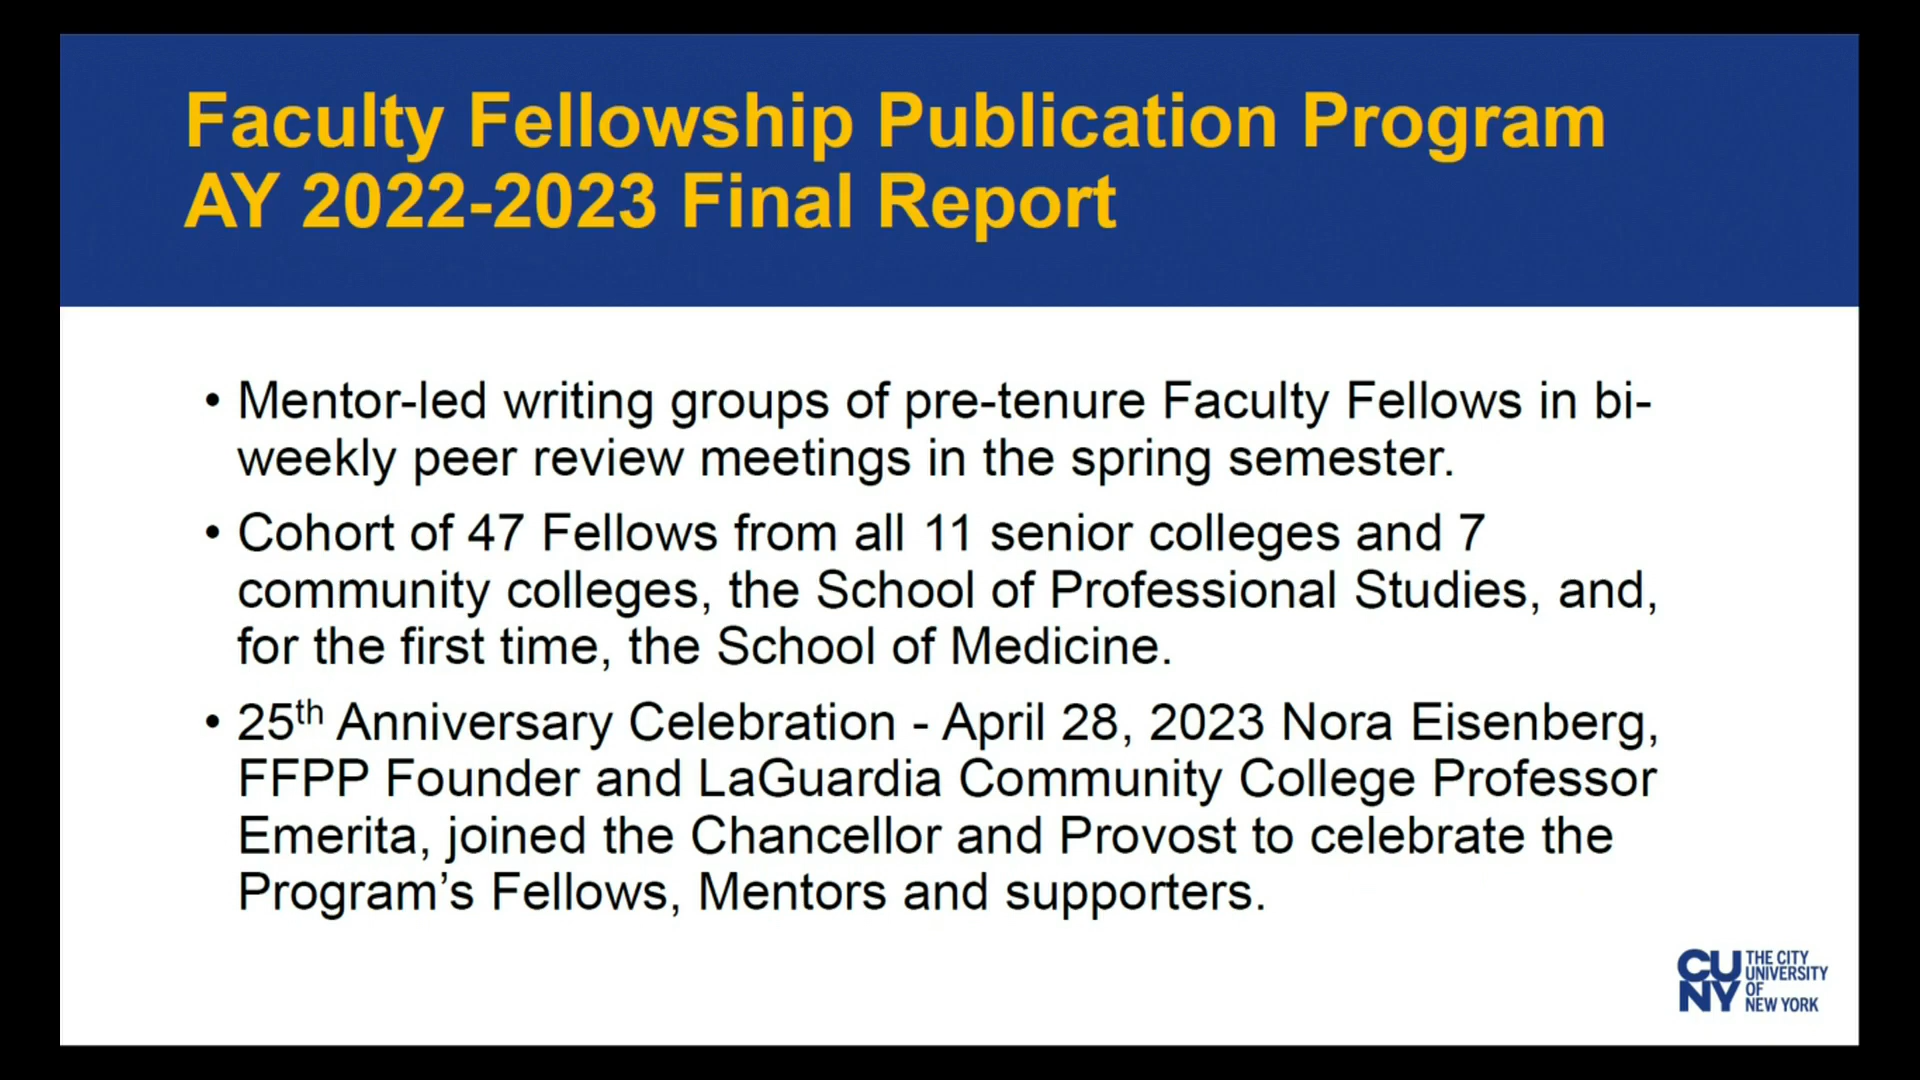 Faculty Fellowship Publication Program
AY 2022-2023 Final Report
• Mentor-led writing groups of pre-tenure Faculty Fellows in bi-
weekly peer review meetings in the spring semester.
• Cohort of 47 Fellows from all 11 senior colleges and 7
community colleges, the School of Professional Studies, and,
for the first time, the School of Medicine.
• 25th Anniversary Celebration - April 28, 2023 Nora Eisenberg,
FFPP Founder and LaGuardia Community College Professor
Emerita, joined the Chancellor and Provost to celebrate the
Program’s Fellows, Mentors and supporters.
CU
NY
THE CITY
UNIVERSITY
OF
NEW YORK